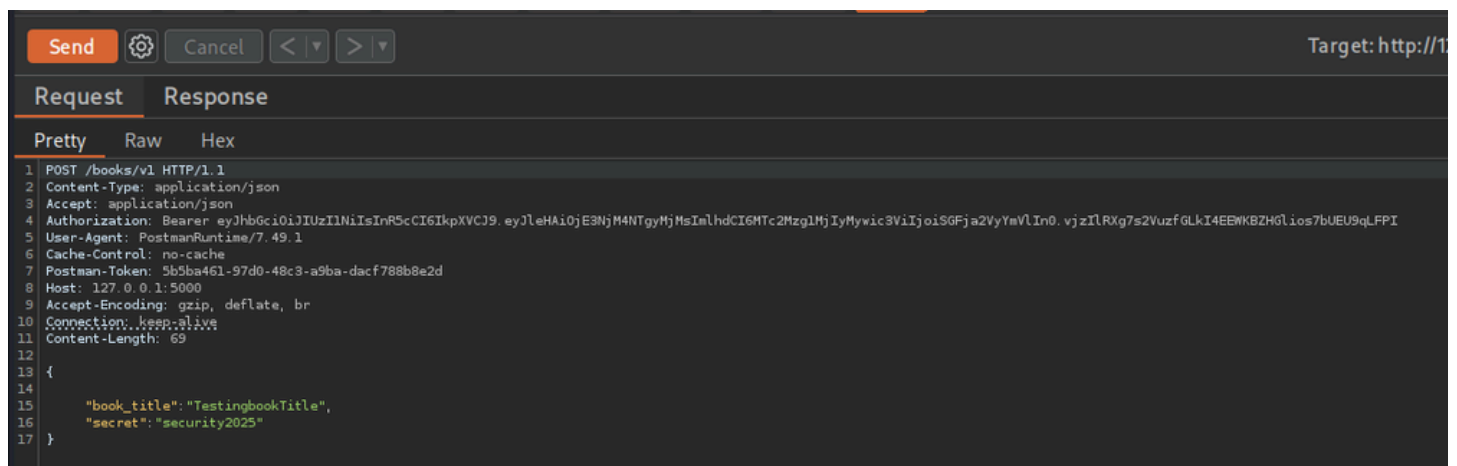 Send Cancel < > Target: http://12
Request Response
Pretty Raw Hex
1 POST /books/v1 HTTP/1.1
2 Content-Type: application/json
3 Accept: application/json
4 Authorization: Bearer eyJhbGciOiJIUzI1NiIsInR5cCI6IkpXVCJ9.eyJleHAiOjE3NjM4NTgyMjMsImlhdCI6MTc2Mzg1MjIyMywic3ViIjoiSGFja2VyYmVlIn0.vjzIlRXg7s2VuzfGLkI4EEWKBZHGlios7bUEU9qLFPI
5 User-Agent: PostmanRuntime/7.49.1
6 Cache-Control: no-cache
7 Postman-Token: 5b5ba461-97d0-48c3-a9ba-dacf788b8e2d
8 Host: 127.0.0.1:5000
9 Accept-Encoding: gzip, deflate, br
10 Connection: keep-alive
11 Content-Length: 69
12
13 {
14
15 "book_title":"TestingbookTitle",
16 "secret":"security2025"
17 }